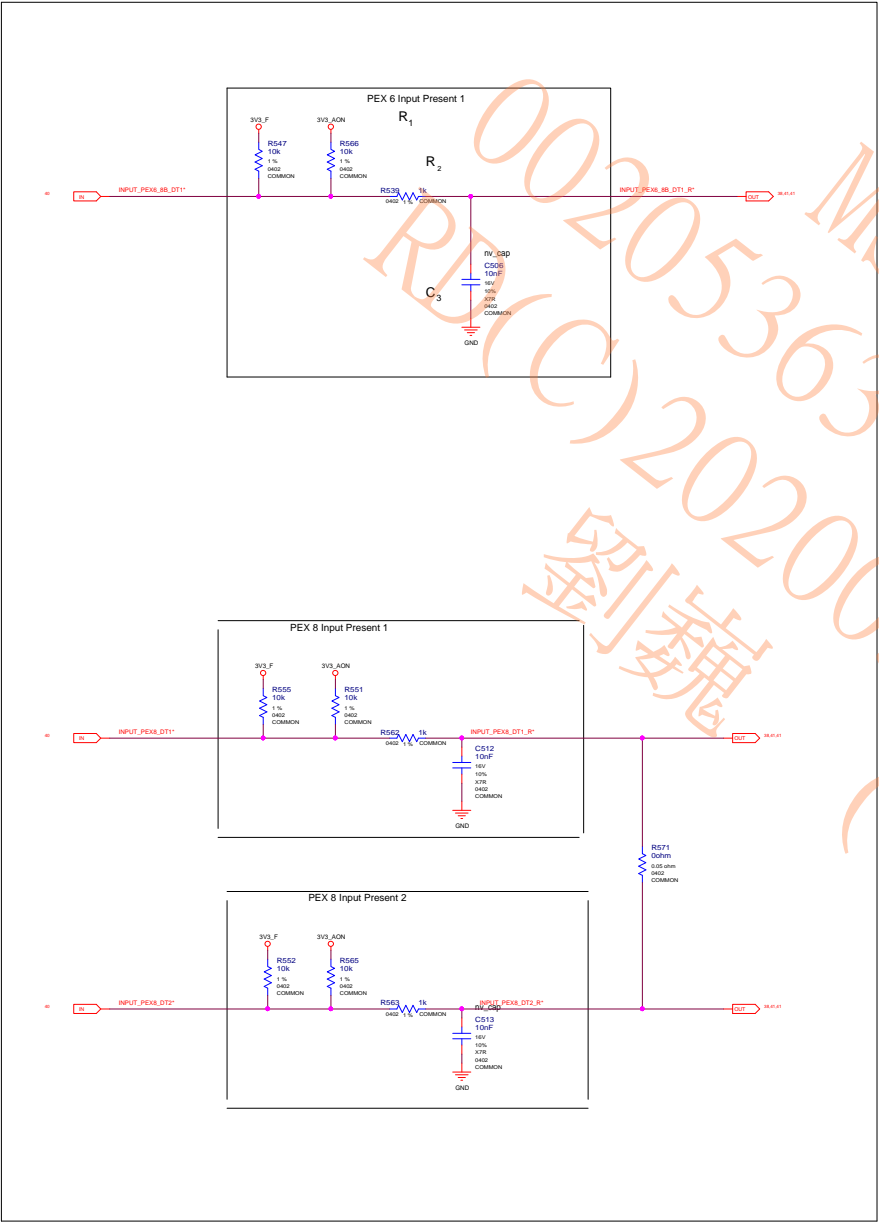 PEX 6 Input Present 1
R1
3V3_F
3V3_AON
R547
10k
1 %
0402
COMMON
R566
10k
1 %
0402
COMMON
R2
IN
INPUT_PEX6_8B_DT1*
R539
1k
0402
1 %
COMMON
INPUT_PEX6_8B_DT1_R*
OUT
nv_cap
C506
10nF
16V
10%
X7R
0402
COMMON
C3
GND
PEX 8 Input Present 1
3V3_F
3V3_AON
R555
10k
1 %
0402
COMMON
R551
10k
1 %
0402
COMMON
IN
INPUT_PEX8_DT1*
R562
1k
0402
1 %
COMMON
INPUT_PEX8_DT1_R*
OUT
C512
10nF
16V
10%
X7R
0402
COMMON
GND
R571
0ohm
0.05 ohm
0402
COMMON
PEX 8 Input Present 2
3V3_F
3V3_AON
R552
10k
1 %
0402
COMMON
R565
10k
1 %
0402
COMMON
IN
INPUT_PEX8_DT2*
R563
1k
0402
1 %
COMMON
INPUT_PEX8_DT2_R*
OUT
nv_cap
C513
10nF
16V
10%
X7R
0402
COMMON
GND
0020536
RD(C)20200
劉巍